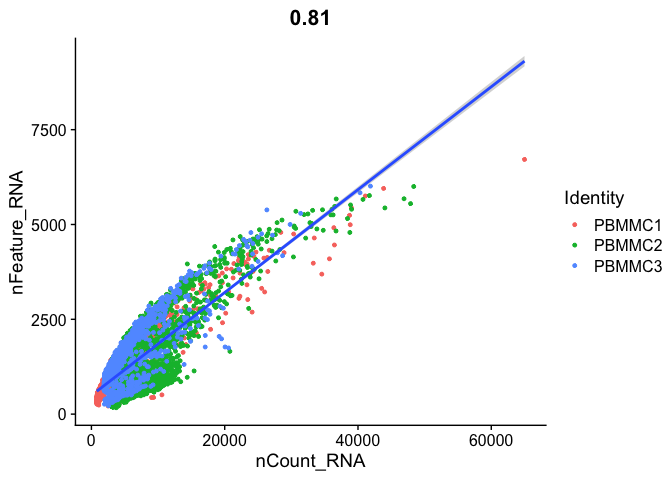 0.81
nFeature_RNA
7500
5000
2500
0
0
20000
40000
60000
nCount_RNA
Identity
PBMMC1
PBMMC2
PBMMC3